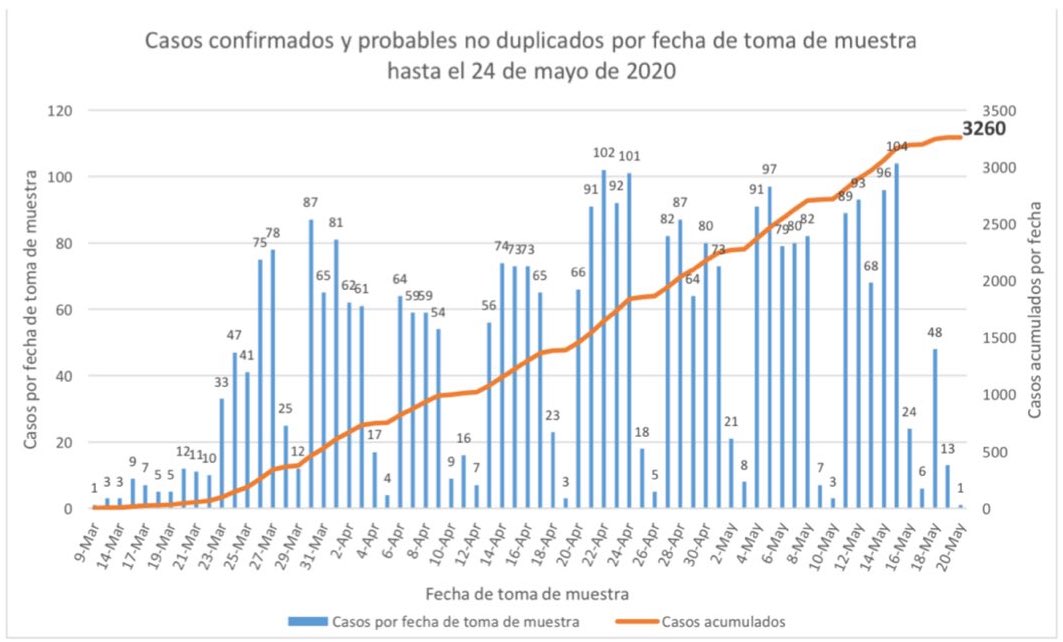 Casos confirmados y probables no duplicados por fecha de toma de muestra
hasta el 24 de mayo de 2020
Casos por fecha de toma de muestra
120
100
80
60
40
20
0
3500
3000
2500
2000
1500
1000
500
0
Casos acumulados por fecha
3260
1 3 3 9 7 5 5 12 11 10 33 47 41 75 78 25 12 87 65 81 62 61 17 4 64 59 59 54 9 16 7 56 74 73 73 65 23 3 66 91 102 92 101 18 5 82 87 64 80 73 21 8 91 97 79 80 82 7 3 89 93 68 96 104 24 6 48 13 1
9-Mar 14-Mar 17-Mar 19-Mar 21-Mar 23-Mar 25-Mar 27-Mar 29-Mar 31-Mar 2-Apr 4-Apr 6-Apr 8-Apr 10-Apr 12-Apr 14-Apr 16-Apr 18-Apr 20-Apr 22-Apr 24-Apr 26-Apr 28-Apr 30-Apr 2-May 4-May 6-May 8-May 10-May 12-May 14-May 16-May 18-May 20-May
Fecha de toma de muestra
Casos por fecha de toma de muestra Casos acumulados